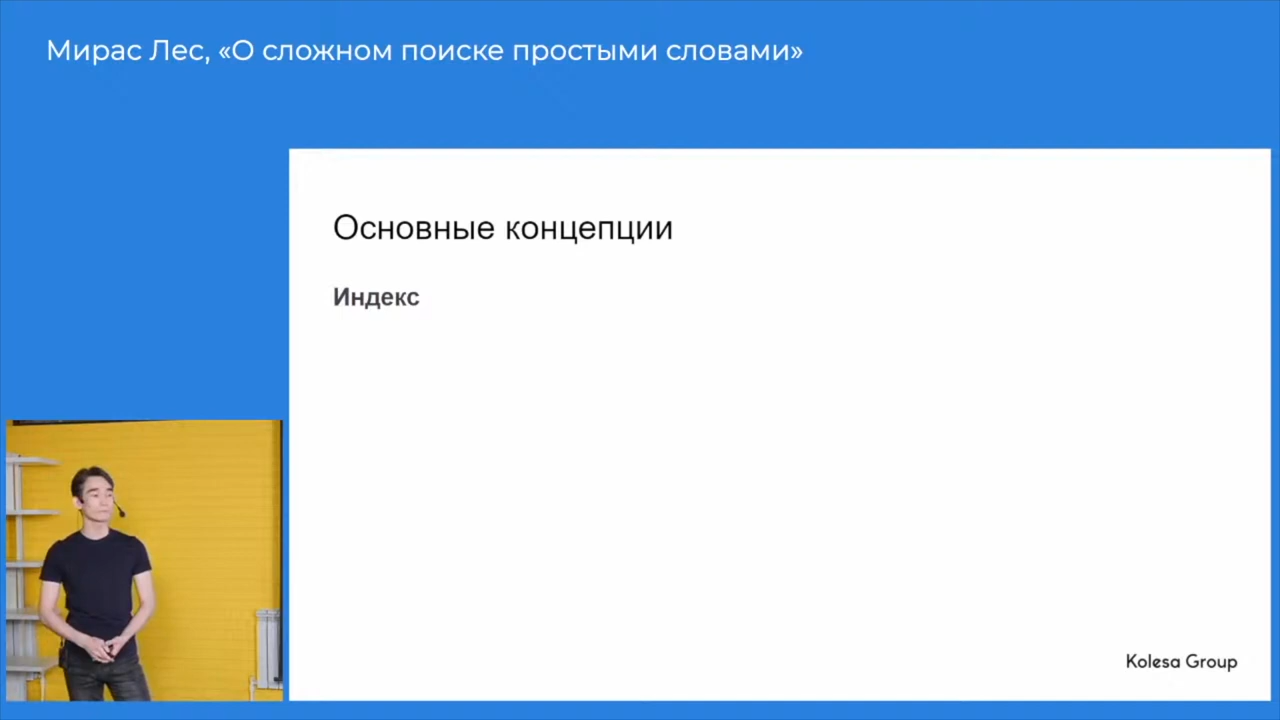 Мирас Лес, «О сложном поиске простыми словами»
Основные концепции
Индекс
Kolesa Group